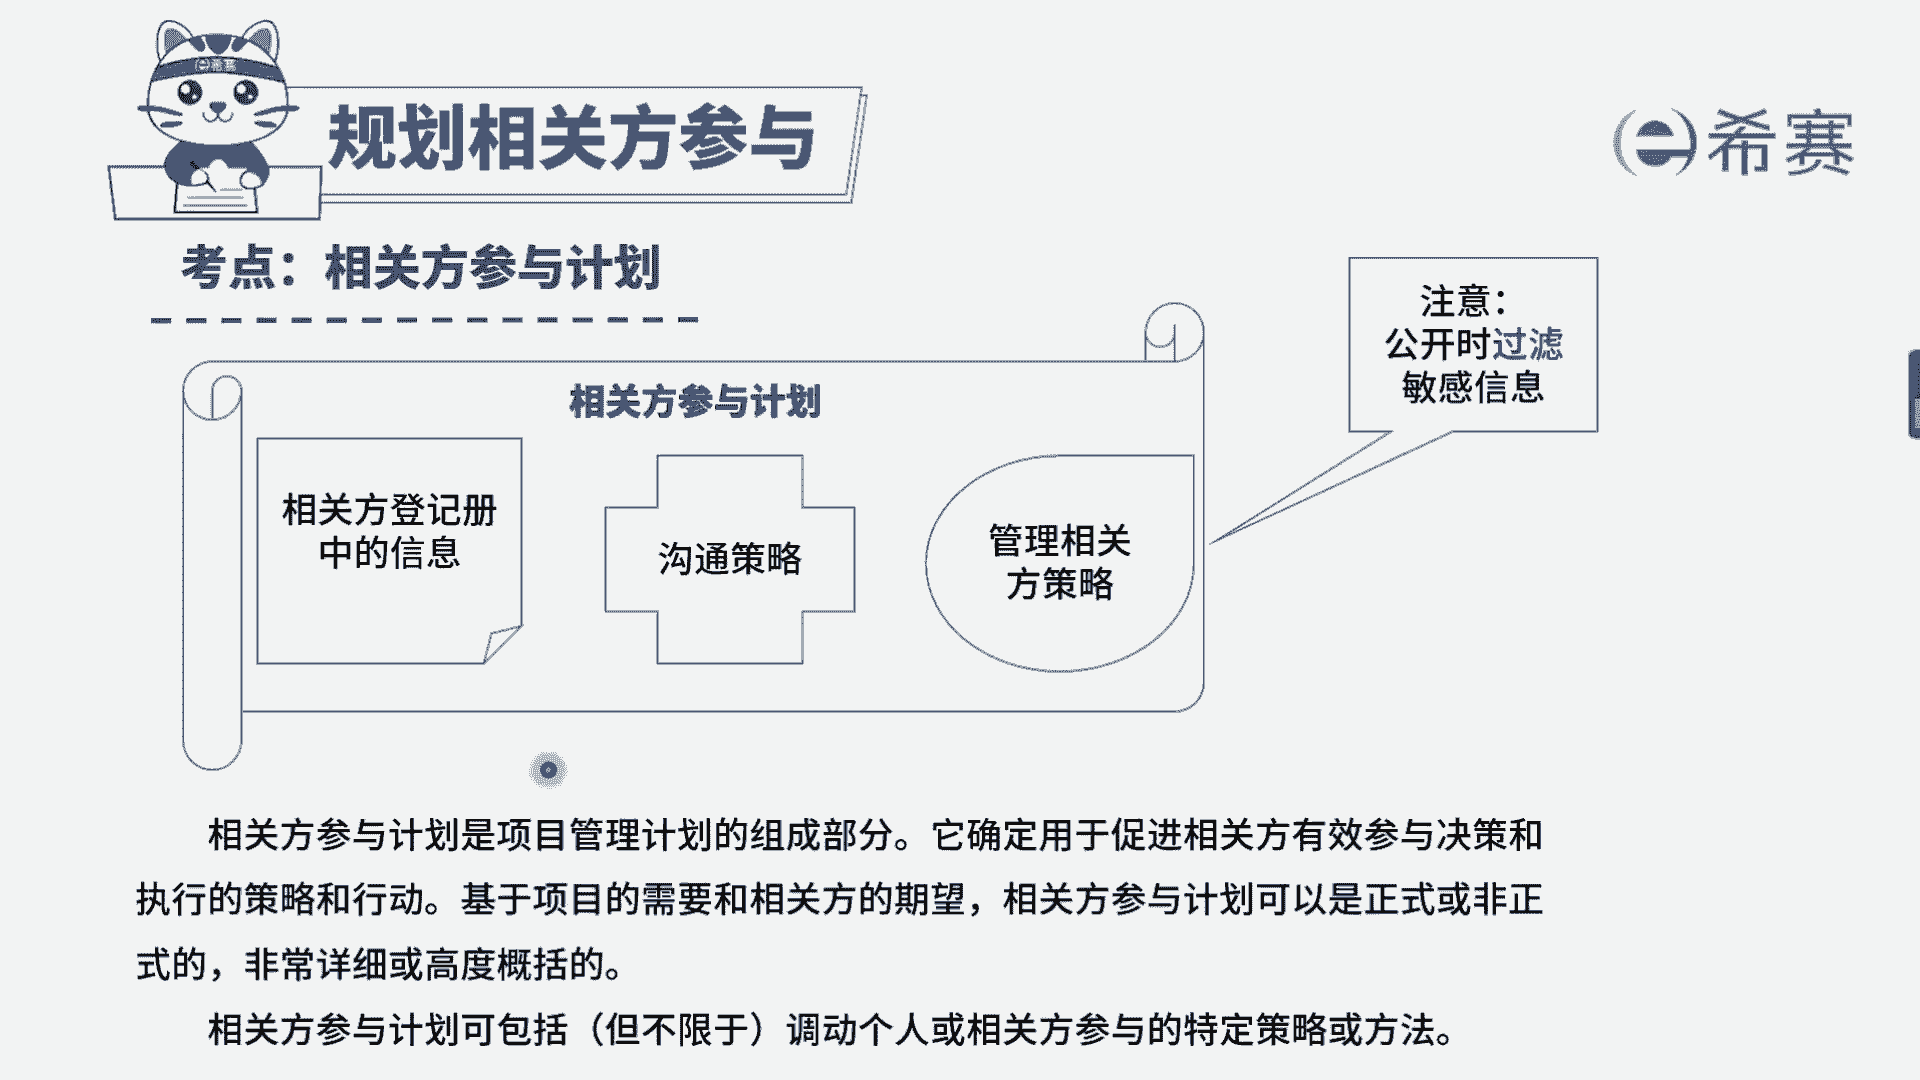 e希赛
规划相关方参与
e希赛
考点：相关方参与计划
注意：
公开时过滤
敏感信息
相关方参与计划
相关方登记册
中的信息
沟通策略
管理相关
方策略
相关方参与计划是项目管理计划的组成部分。它确定用于促进相关方有效参与决策和
执行的策略和行动。基于项目的需要和相关方的期望，相关方参与计划可以是正式或非正
式的，非常详细或高度概括的。
相关方参与计划可包括（但不限于）调动个人或相关方参与的特定策略或方法。